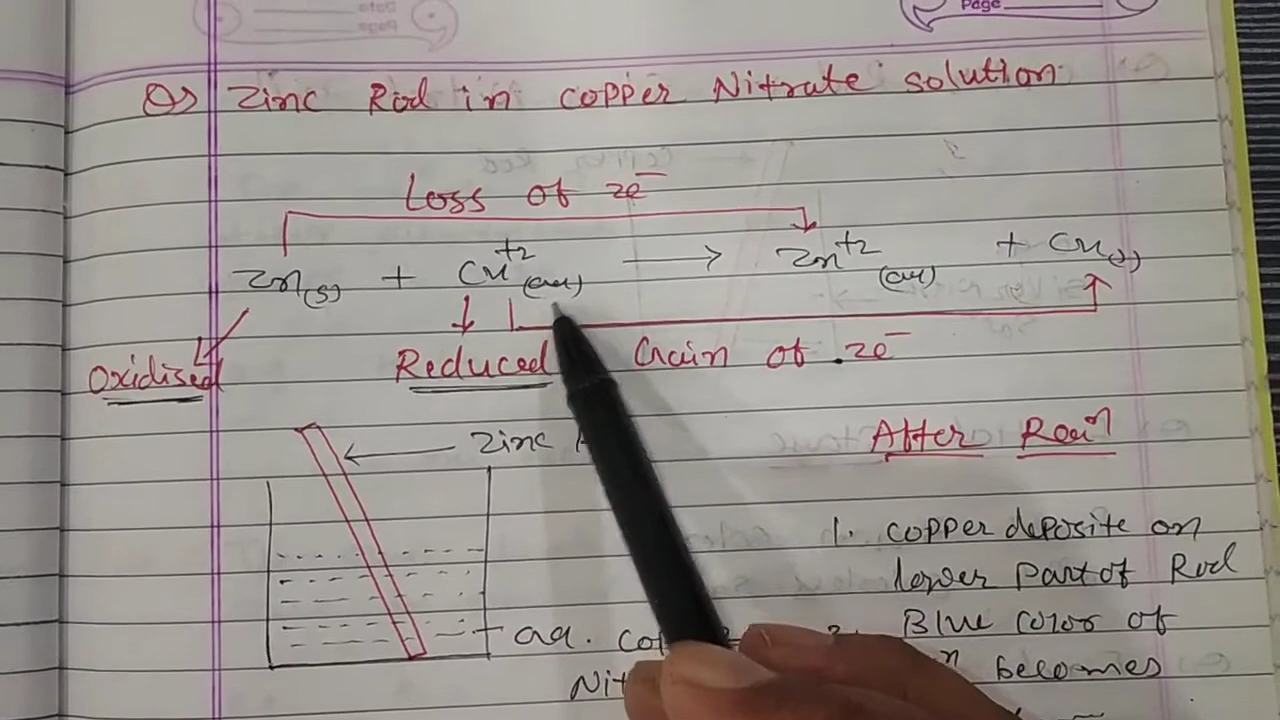 Page
Q> Zinc Rod in copper Nitrate solution
Loss of 2e⁻
Zn(s) + Cu⁺²(aq) → Zn⁺²(aq) + Cu(s)
Oxidised
Reduced
Gain of 2e⁻
Zinc
After Reaⁿ
1. copper deposite on
lower part of Rod
aq.
Blue color of
becomes